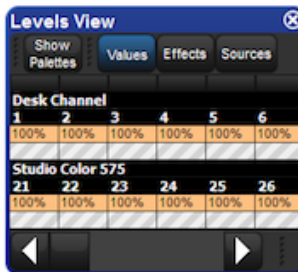 Levels View
Show Palettes Values Effects Sources
Desk Channel
1 2 3 4 5 6
100% 100% 100% 100% 100% 100%
Studio Color 575
21 22 23 24 25 26
100% 100% 100% 100% 100% 100%